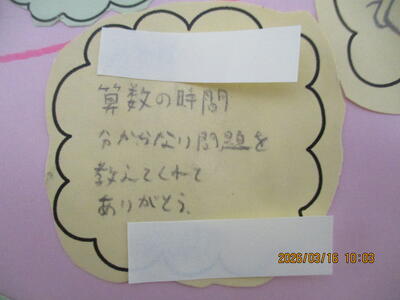 算数の時間
分からない問題を
教えてくれて
ありがとう。
2026/03/16 10:03